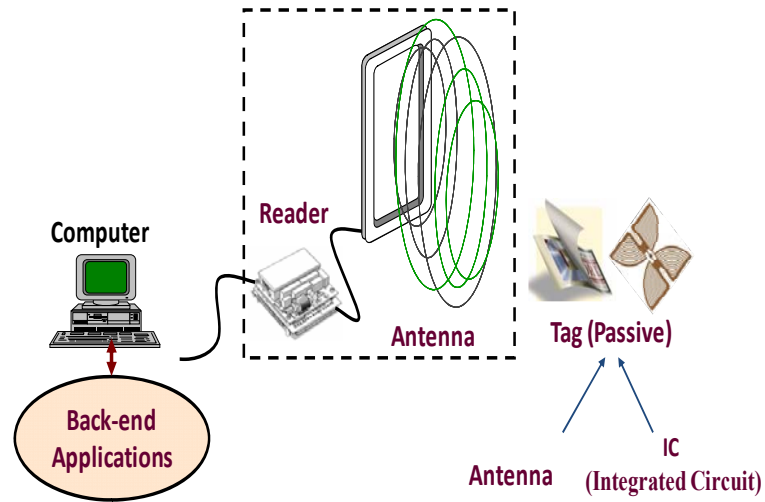 Computer
Reader
Antenna
Tag (Passive)
Back-end
Applications
Antenna
IC
(Integrated Circuit)